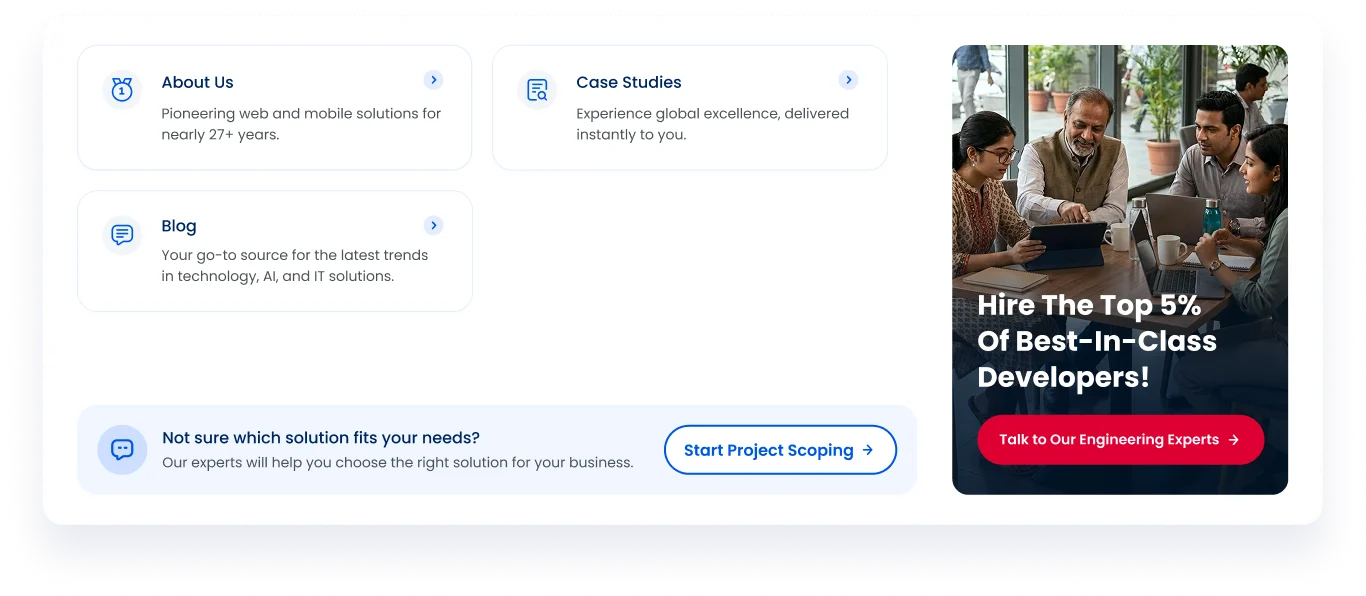 About Us
Pioneering web and mobile solutions for
nearly 27+ years.
Case Studies
Experience global excellence, delivered
instantly to you.
Blog
Your go-to source for the latest trends
in technology, AI, and IT solutions.
Not sure which solution fits your needs?
Our experts will help you choose the right solution for your business.
Start Project Scoping →
Hire The Top 5%
Of Best-In-Class
Developers!
Talk to Our Engineering Experts →